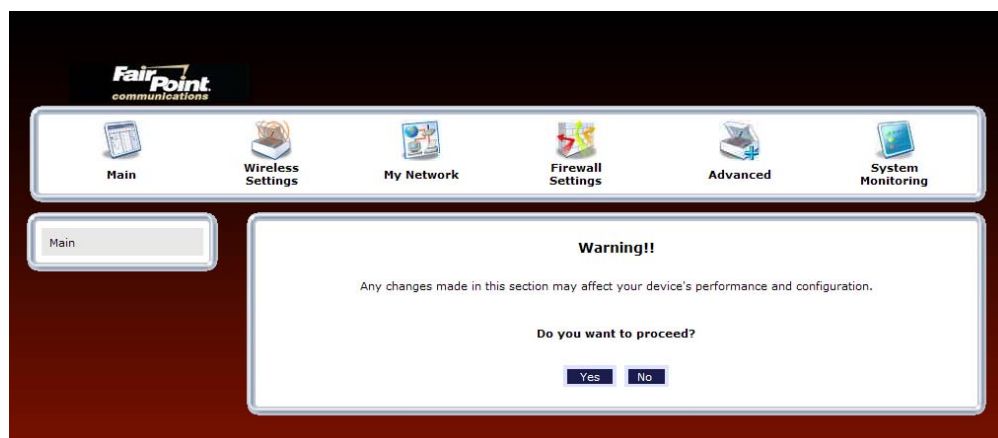 FairPoint.
communications
Main
Wireless
Settings
My Network
Firewall
Settings
Advanced
System
Monitoring
Main
Warning!!
Any changes made in this section may affect your device's performance and configuration.
Do you want to proceed?
Yes No